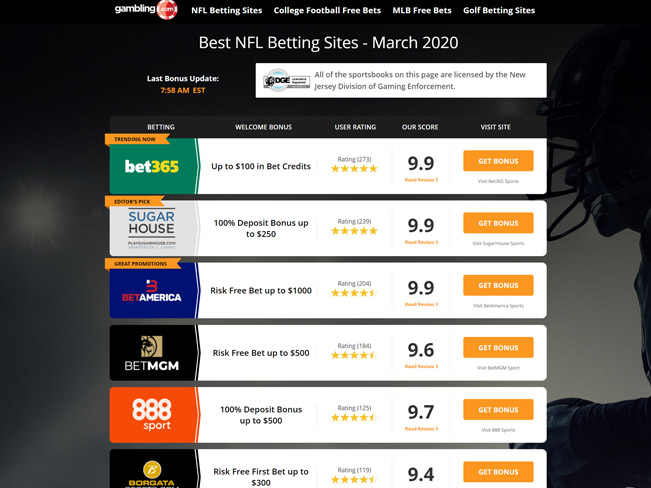 gambling.com
NFL Betting Sites College Football Free Bets MLB Free Bets Golf Betting Sites
Best NFL Betting Sites - March 2020
Last Bonus Update:
7:58 AM EST
DGE
All of the sportsbooks on this page are licensed by the New
Jersey Division of Gaming Enforcement.
BETTING WELCOME BONUS USER RATING OUR SCORE VISIT SITE
TRENDING NOW
bet365
Up to $100 in Bet Credits
Rating (273)
9.9
Read Review
GET BONUS
Visit Bet365 Sports
EDITOR'S PICK
SUGAR
HOUSE
PLAYSUGARHOUSE.COM
SPORTSBOOK CASINO
100% Deposit Bonus up
to $250
Rating (239)
9.9
Read Review
GET BONUS
Visit SugarHouse Sports
GREAT PROMOTIONS
BETAMERICA
Risk Free Bet up to $1000
Rating (204)
9.9
Read Review
GET BONUS
Visit BetAmerica Sports
BETMGM
Risk Free Bet up to $500
Rating (184)
9.6
Read Review
GET BONUS
Visit BetMGM Sport
888
sport
100% Deposit Bonus
up to $500
Rating (125)
9.7
Read Review
GET BONUS
Visit 888 Sports
BORGATA
Risk Free First Bet up to
$300
Rating (119)
9.4
GET BONUS